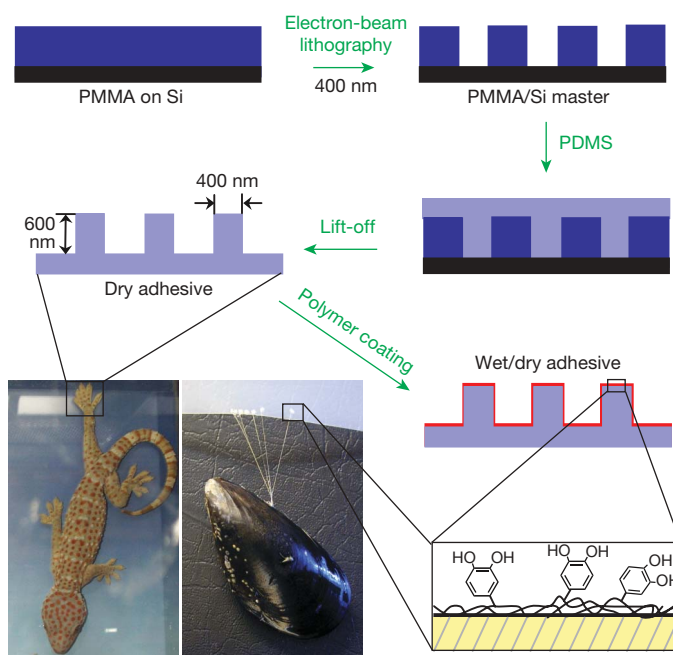 Electron-beam
lithography
400 nm
PMMA on Si
PMMA/Si master
PDMS
400 nm
600
nm
Lift-off
Dry adhesive
Polymer coating
Wet/dry adhesive
HO OH
HO OH
HO
OH